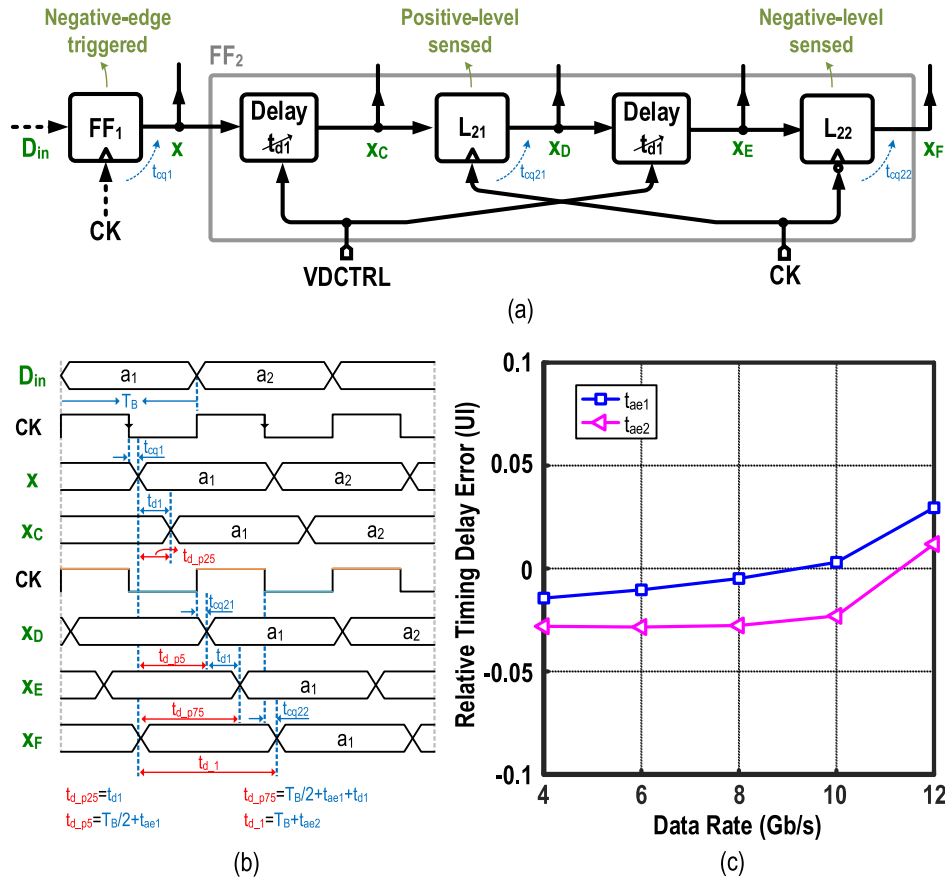 Negative-edge
triggered
Positive-level
sensed
Negative-level
sensed
FF2
FF1
Delay
td1
L21
Delay
td1
L22
Din
x
xC
xD
xE
xF
tcq1
tcq21
tcq22
CK
VDCTRL
CK
(a)
Din
a1
a2
TB
CK
tcq1
x
a1
a2
td1
xC
a1
a2
td_p25
CK
tcq21
xD
a1
a2
td_p5
td1
xE
a1
td_p75
tcq22
xF
a1
td_1
td_p25=td1
td_p75=TB/2+tae1+td1
td_p5=TB/2+tae1
td_1=TB+tae2
(b)
0.1
0.05
0
-0.05
-0.1
Relative Timing Delay Error (UI)
tae1
tae2
4
6
8
10
12
Data Rate (Gb/s)
(c)